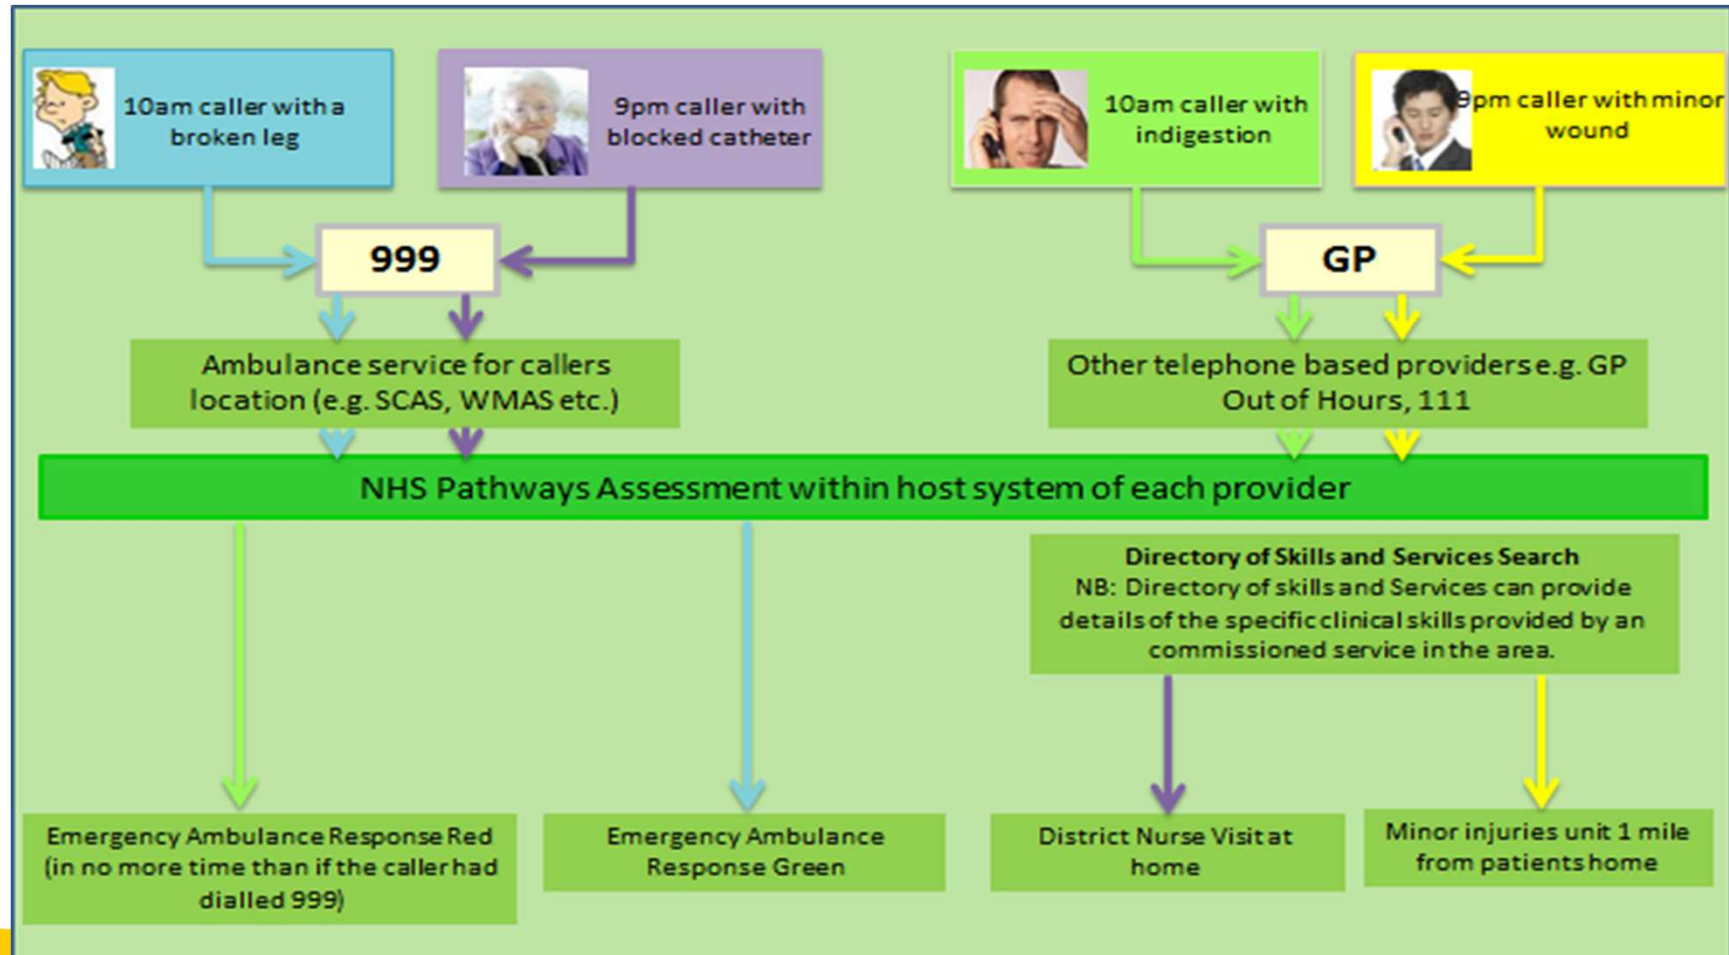 10am caller with a
broken leg
9pm caller with
blocked catheter
10am caller with
indigestion
9pm caller with minor
wound
999
GP
Ambulance service for callers
location (e.g. SCAS, WMAS etc.)
Other telephone based providers e.g. GP
Out of Hours, 111
NHS Pathways Assessment within host system of each provider
Directory of Skills and Services Search
NB: Directory of skills and Services can provide
details of the specific clinical skills provided by an
commissioned service in the area.
Emergency Ambulance Response Red
(in no more time than if the caller had
dialled 999)
Emergency Ambulance
Response Green
District Nurse Visit at
home
Minor injuries unit 1 mile
from patients home